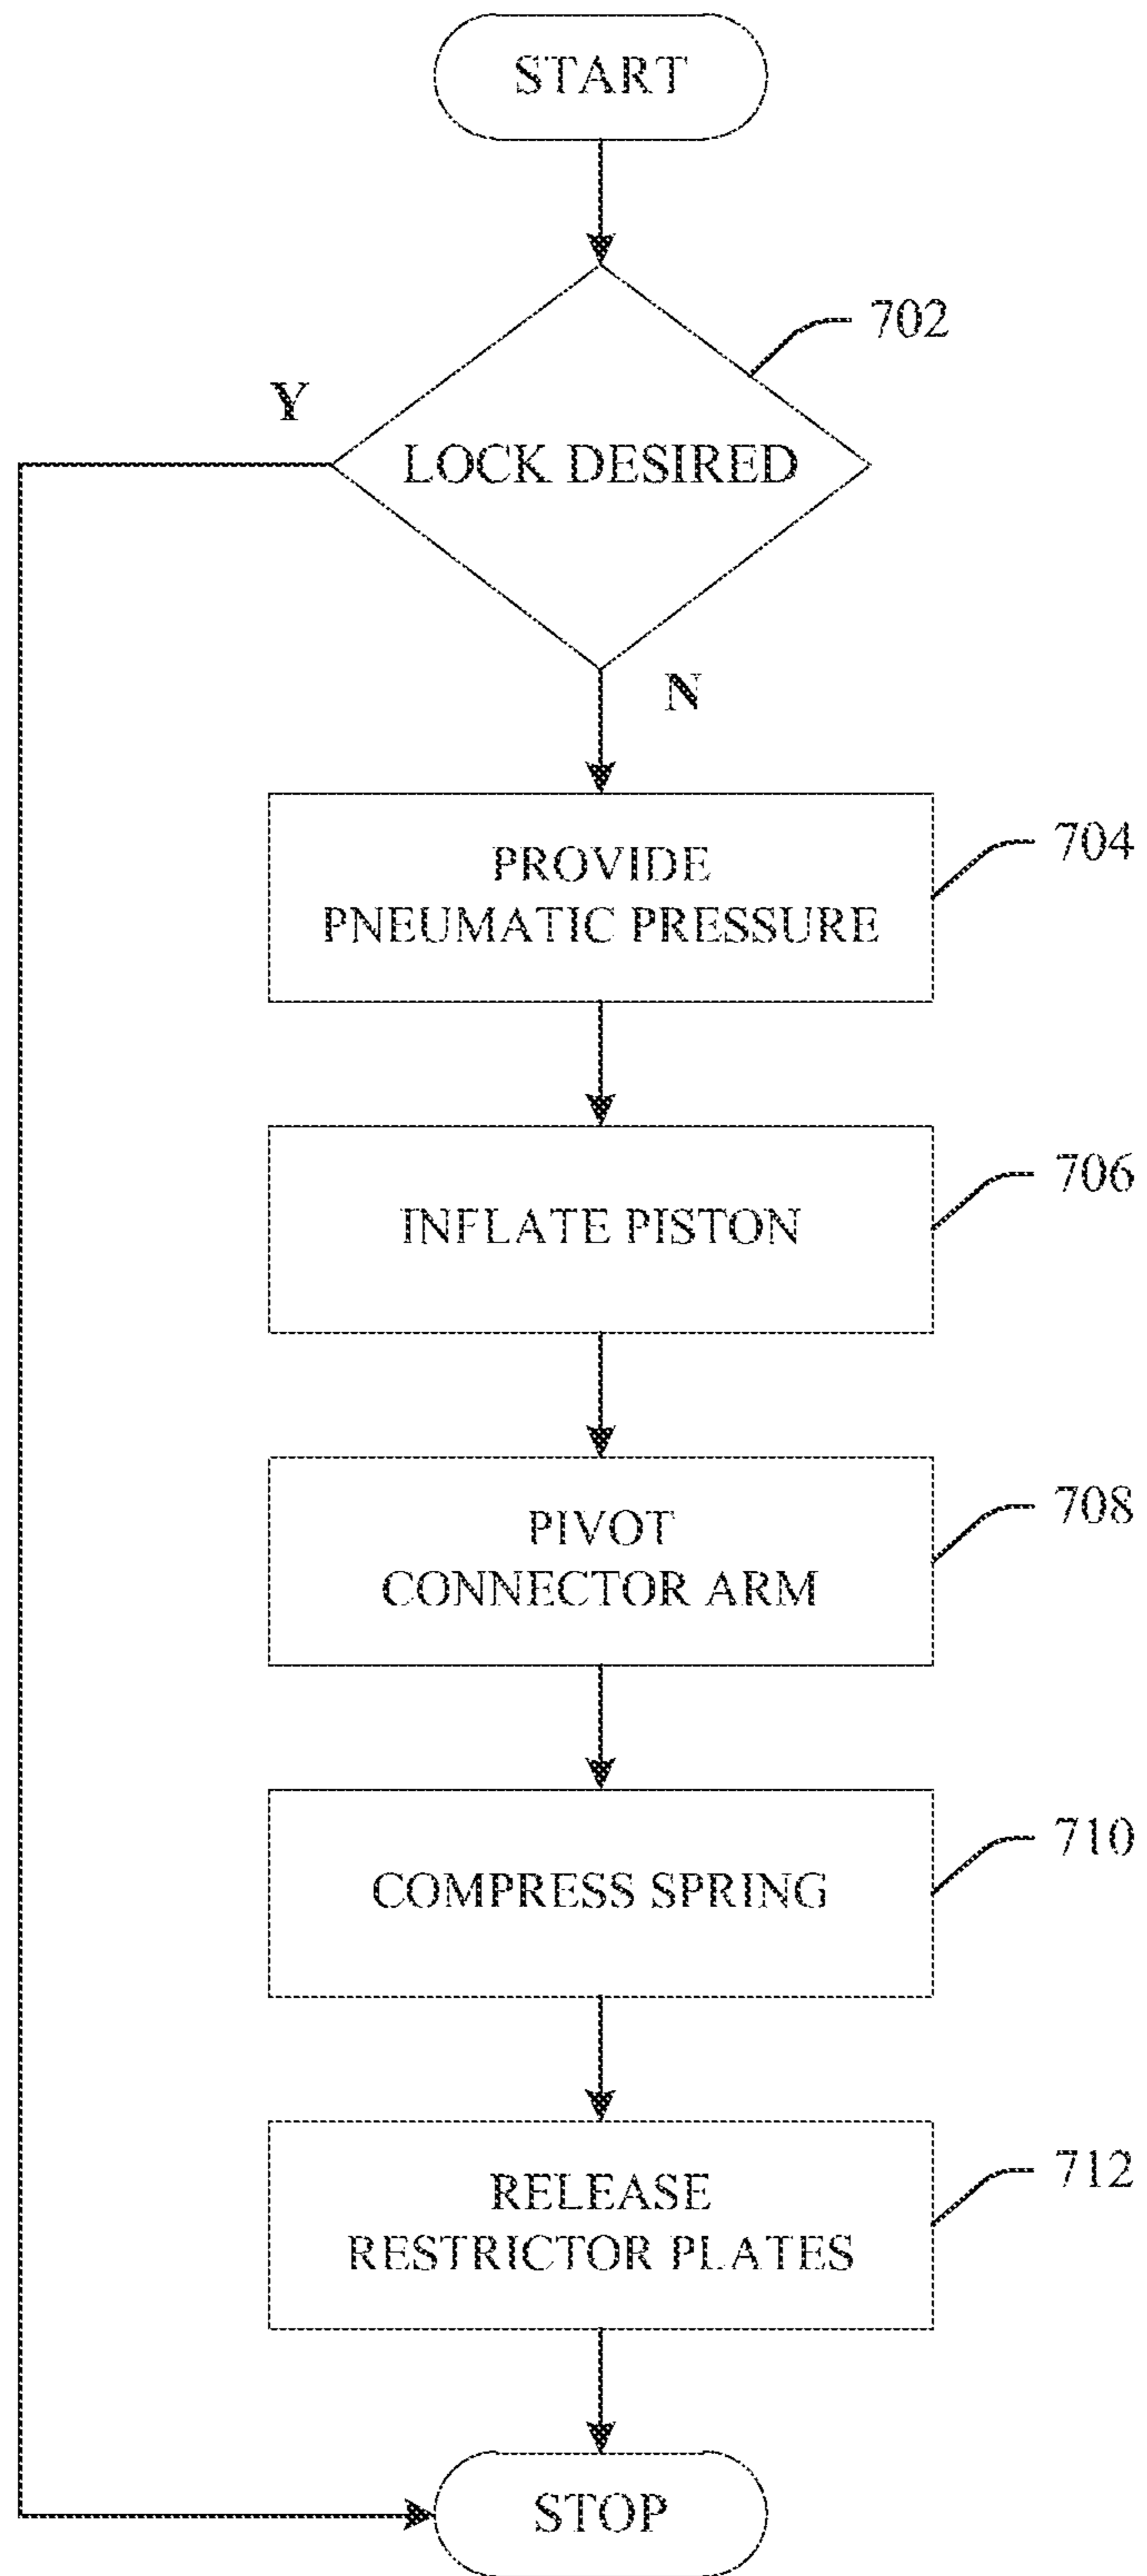 START
702
Y
LOCK DESIRED
N
PROVIDE
PNEUMATIC PRESSURE
704
INFLATE PISTON
706
PIVOT
CONNECTOR ARM
708
COMPRESS SPRING
710
RELEASE
RESTRICTOR PLATES
712
STOP